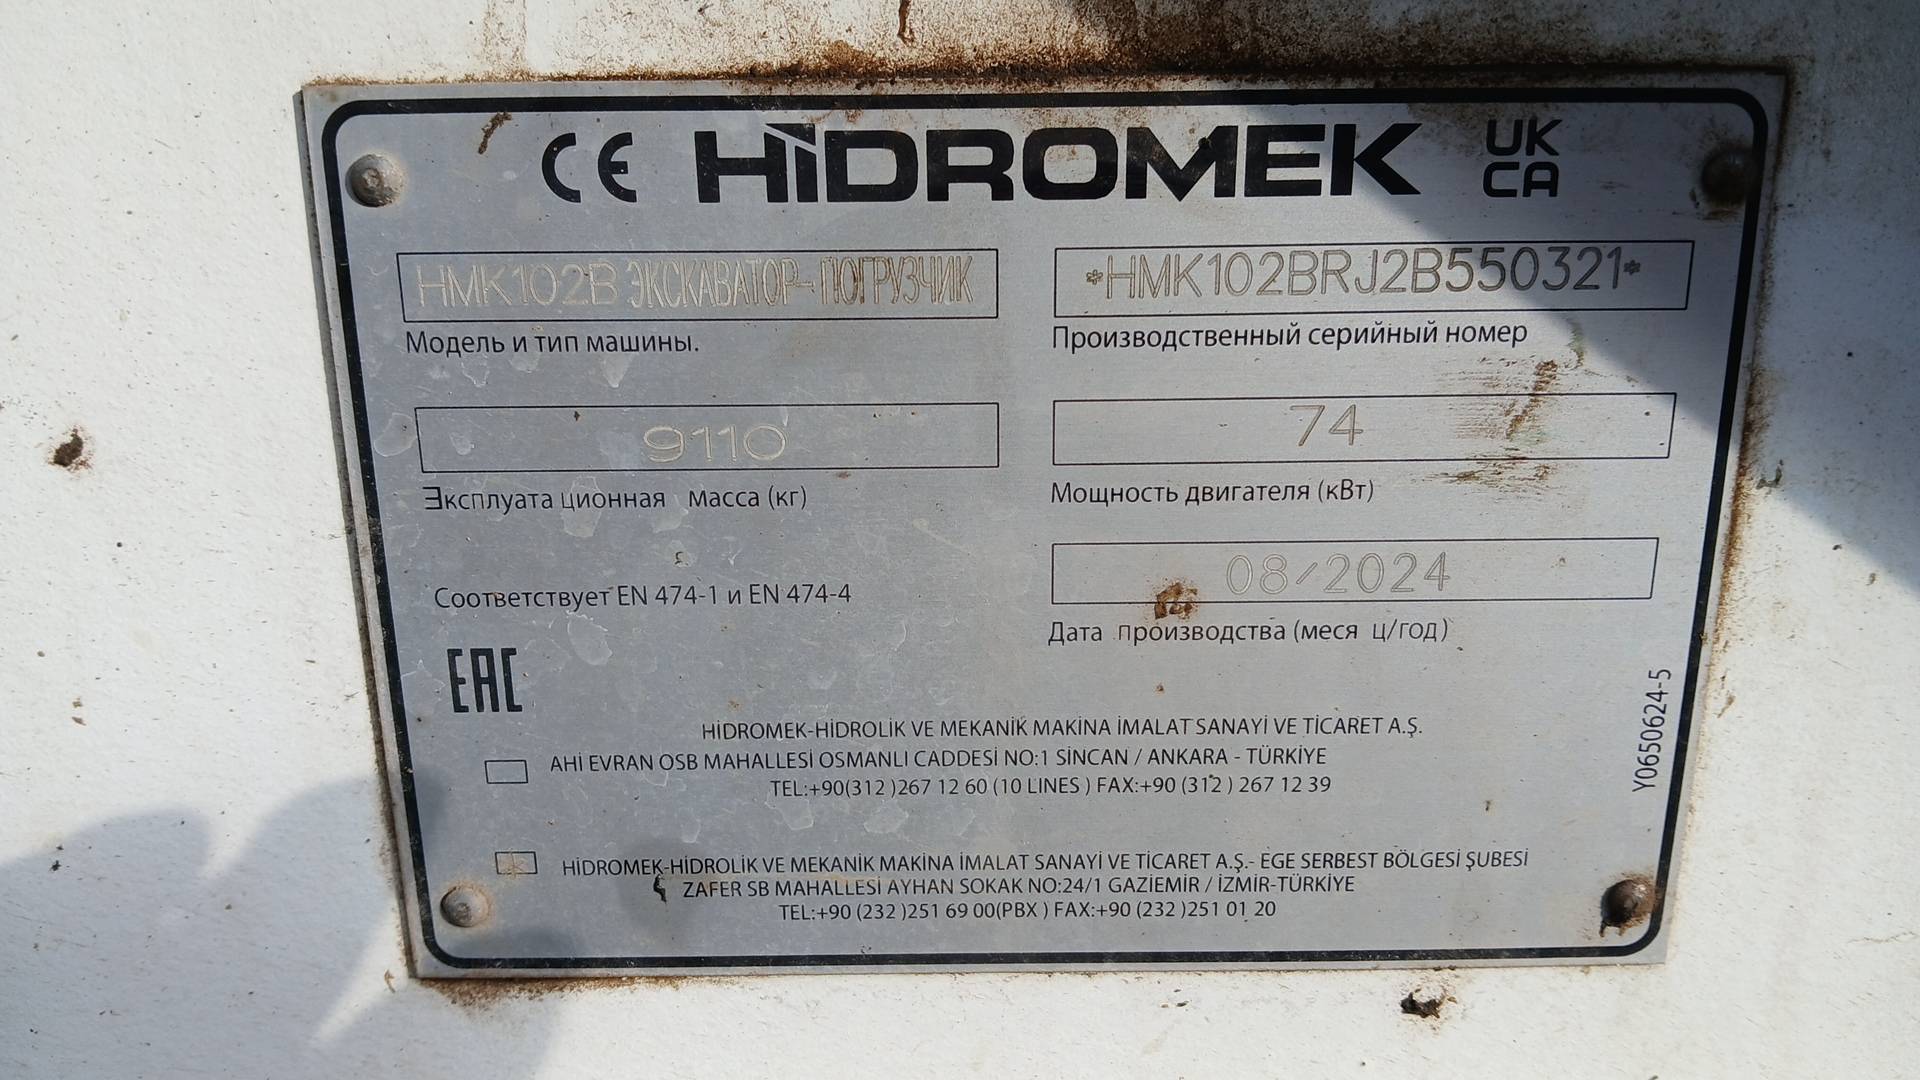 CE HİDROMEK UK CA
HMK102B ЭКСКАВАТОР-ПОГРУЗЧИК
*HMK102BRJ2B550321*
Модель и тип машины.
Производственный серийный номер
9110
74
Эксплуата ционная масса (кг)
Мощность двигателя (кВт)
08/2024
Соответствует EN 474-1 и EN 474-4
Дата производства (меся ц/год)
EAC
Y0650624-5
HİDROMEK-HİDROLİK VE MEKANİK MAKİNA İMALAT SANAYİ VE TİCARET A.Ş.
AHİ EVRAN OSB MAHALLESİ OSMANLI CADDESİ NO:1 SİNCAN / ANKARA - TÜRKİYE
TEL:+90(312 )267 12 60 (10 LINES ) FAX:+90 (312 ) 267 12 39
HİDROMEK-HİDROLİK VE MEKANİK MAKİNA İMALAT SANAYİ VE TİCARET A.Ş.- EGE SERBEST BÖLGESİ ŞUBESİ
ZAFER SB MAHALLESİ AYHAN SOKAK NO:24/1 GAZİEMİR / İZMİR-TÜRKİYE
TEL:+90 (232 )251 69 00(PBX ) FAX:+90 (232 )251 01 20